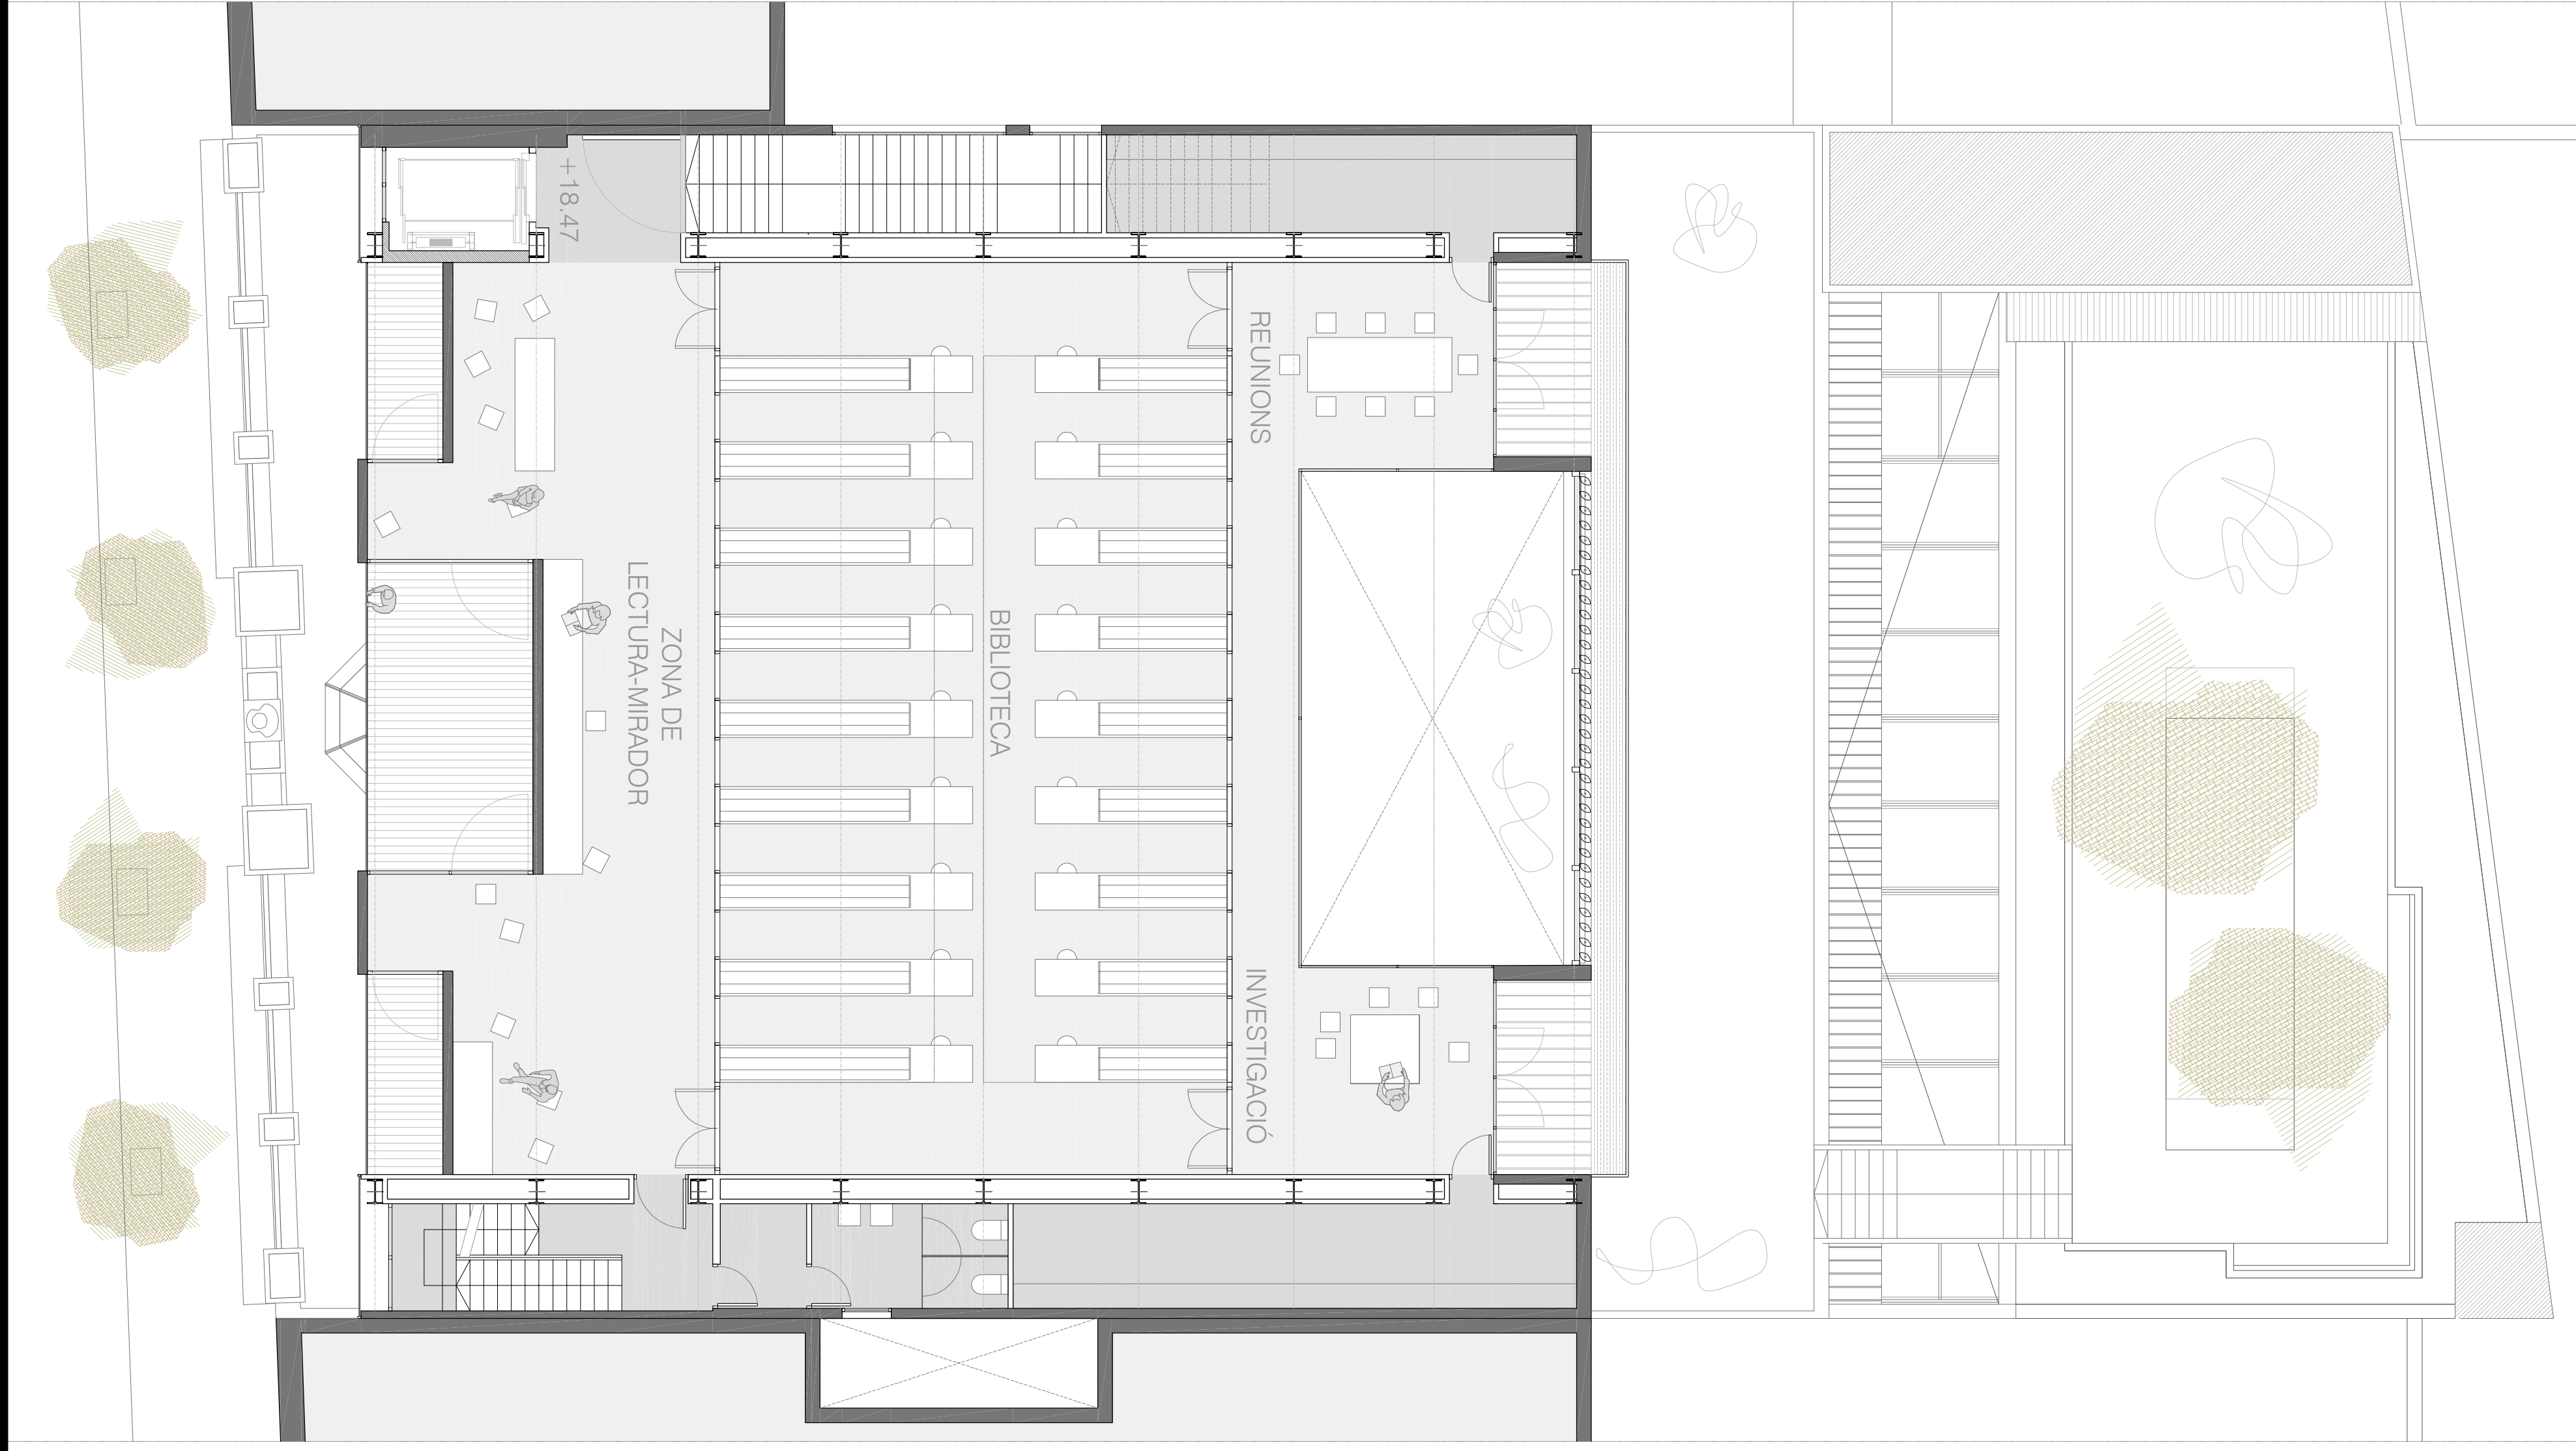 +18.47
REUNIONS
ZONA DE
LECTURA-MIRADOR
BIBLIOTECA
INVESTIGACIÓ